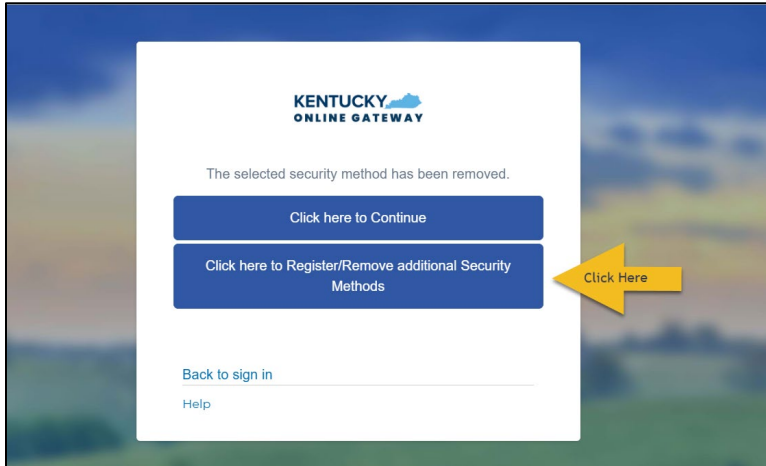 KENTUCKY
ONLINE GATEWAY
The selected security method has been removed.
Click here to Continue
Click here to Register/Remove additional Security
Methods
Click Here
Back to sign in
Help